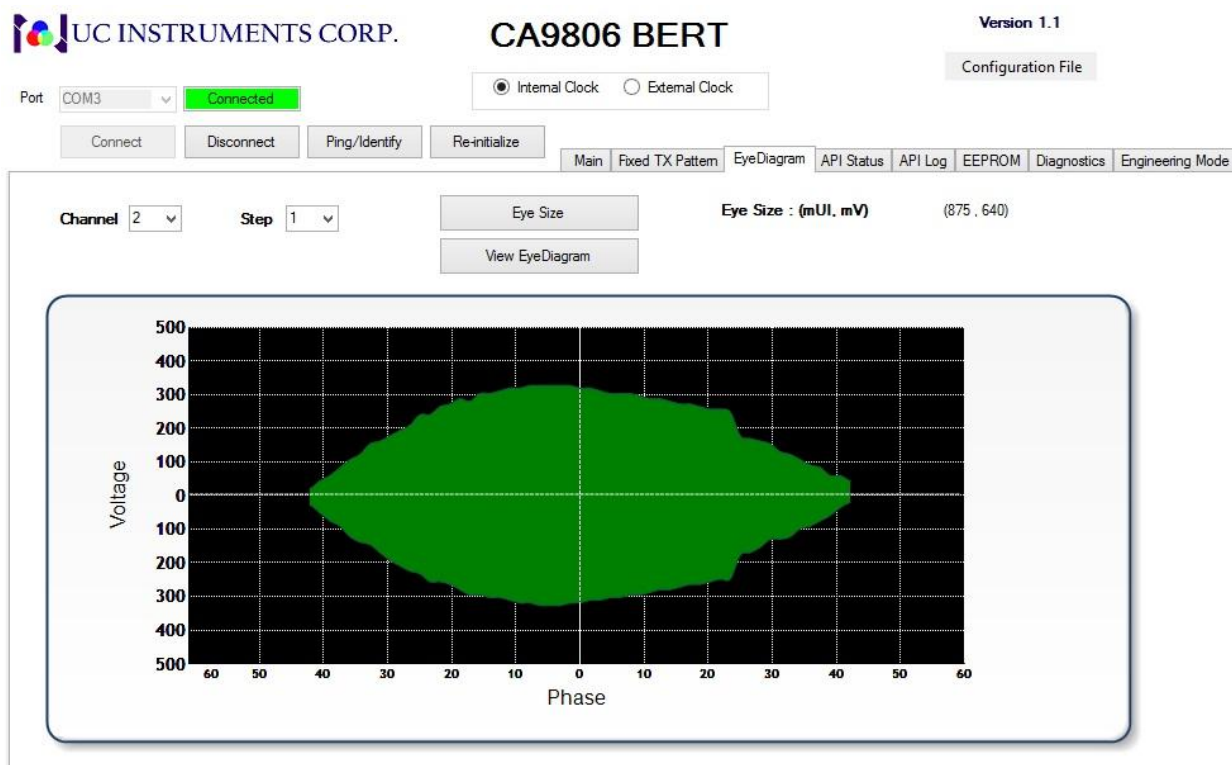 UC INSTRUMENTS CORP.
CA9806 BERT
Version 1.1
Configuration File
Internal Clock External Clock
Port COM3 Connected
Connect Disconnect Ping/Identify Re-initialize
Main Fixed TX Pattern EyeDiagram API Status API Log EEPROM Diagnostics Engineering Mode
Channel 2 Step 1 Eye Size Eye Size : (mUI, mV) (875 , 640)
View EyeDiagram
500
400
300
200
100
0
100
200
300
400
500
Voltage
60 50 40 30 20 10 0 10 20 30 40 50 60
Phase